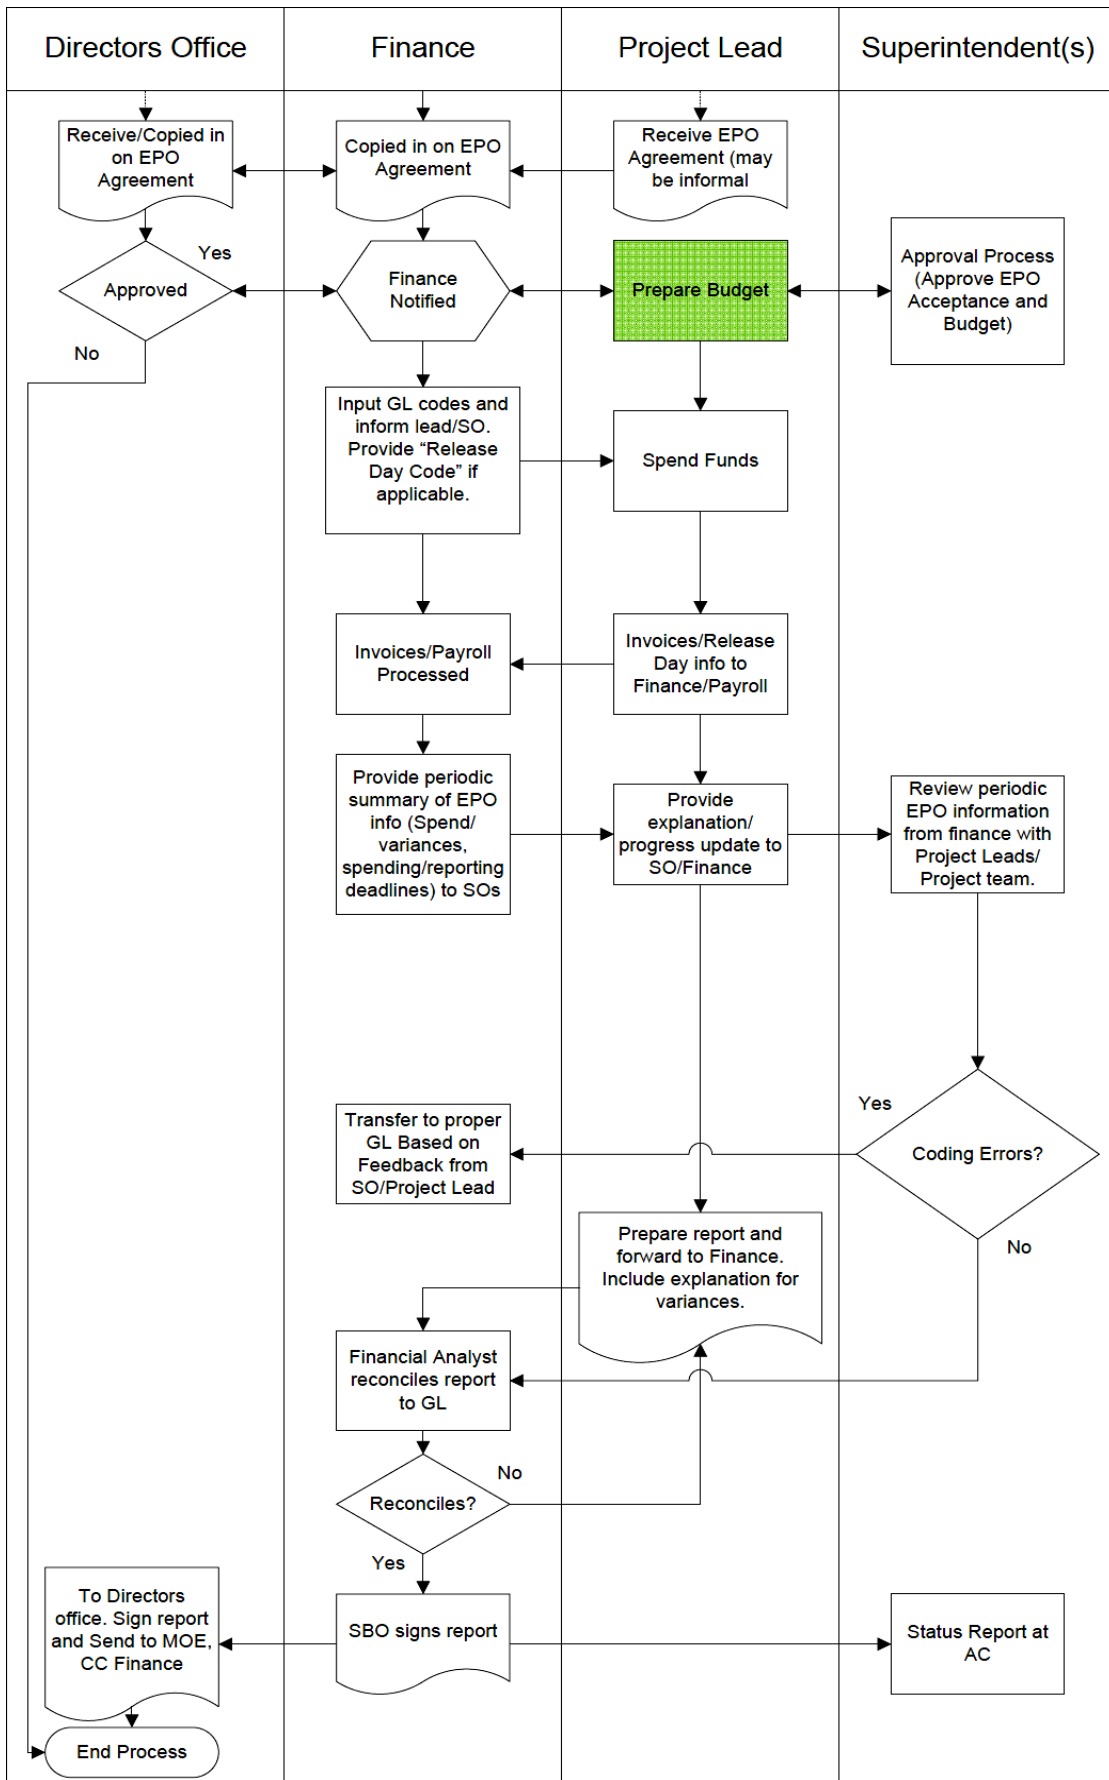 Directors Office
Finance
Project Lead
Superintendent(s)
Receive/Copied in
on EPO
Agreement
Copied in on EPO
Agreement
Receive EPO
Agreement (may
be informal
Yes
Approved
Finance
Notified
Prepare Budget
Approval Process
(Approve EPO
Acceptance and
Budget)
No
Input GL codes and
inform lead/SO.
Provide “Release
Day Code” if
applicable.
Spend Funds
Invoices/Payroll
Processed
Invoices/Release
Day info to
Finance/Payroll
Provide periodic
summary of EPO
info (Spend/
variances,
spending/reporting
deadlines) to SOs
Provide
explanation/
progress update to
SO/Finance
Review periodic
EPO information
from finance with
Project Leads/
Project team.
Yes
Coding Errors?
No
Transfer to proper
GL Based on
Feedback from
SO/Project Lead
Prepare report and
forward to Finance.
Include explanation for
variances.
Financial Analyst
reconciles report
to GL
No
Reconciles?
Yes
To Directors
office. Sign report
and Send to MOE,
CC Finance
SBO signs report
Status Report at
AC
End Process